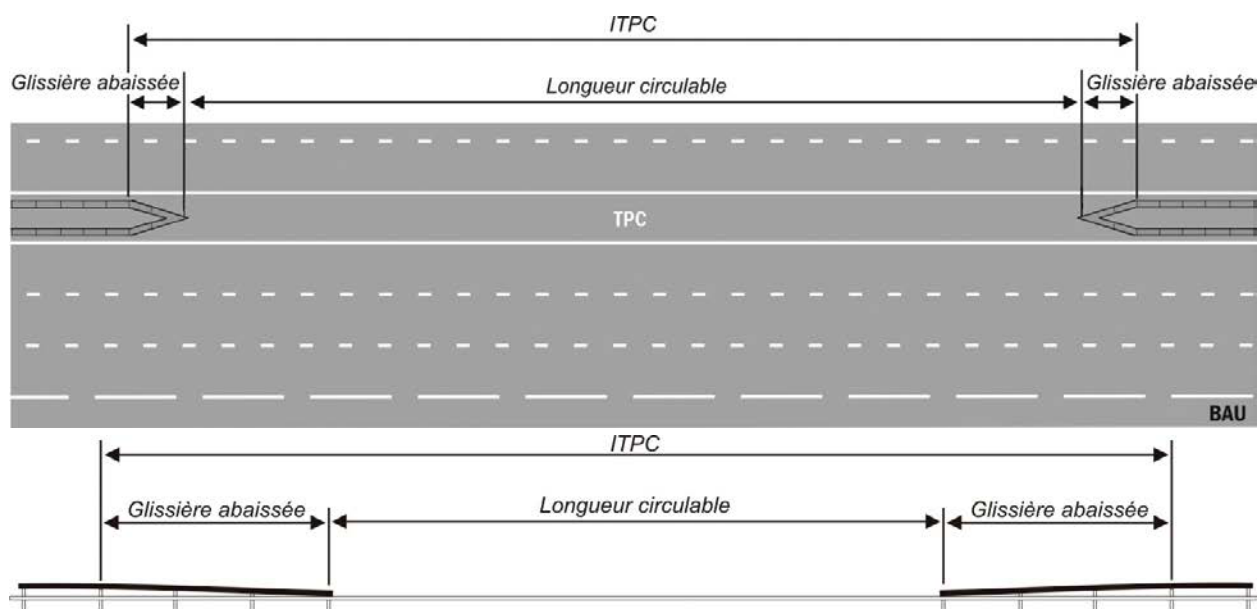 ITPC
Glissière abaissée
Longueur circulable
Glissière abaissée
TPC
BAU
ITPC
Glissière abaissée
Longueur circulable
Glissière abaissée